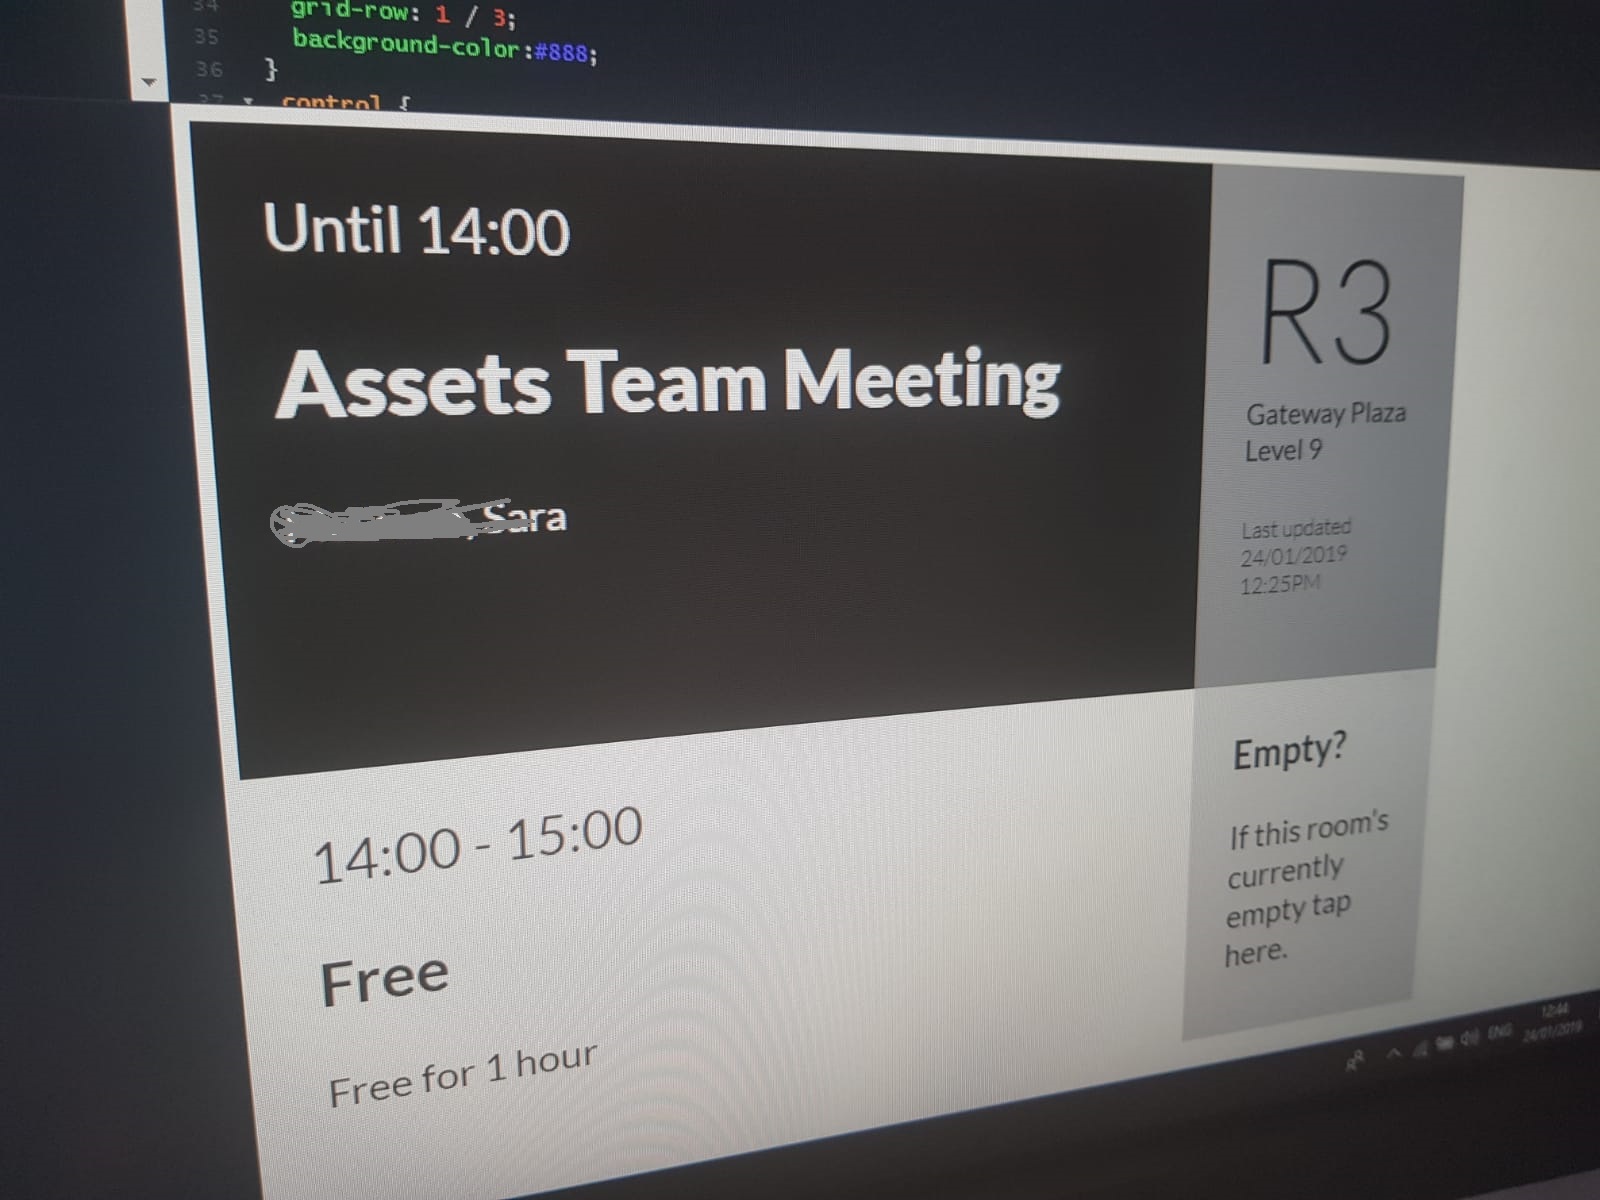 34
grid-row: 1 / 3;
35
background-color:#888;
36 }
37 control {
Until 14:00
Assets Team Meeting
, Sara
R3
Gateway Plaza
Level 9
Last updated
24/01/2019
12:25PM
14:00 - 15:00
Free
Free for 1 hour
Empty?
If this room's
currently
empty tap
here.
ENG
12:44
24/01/2019